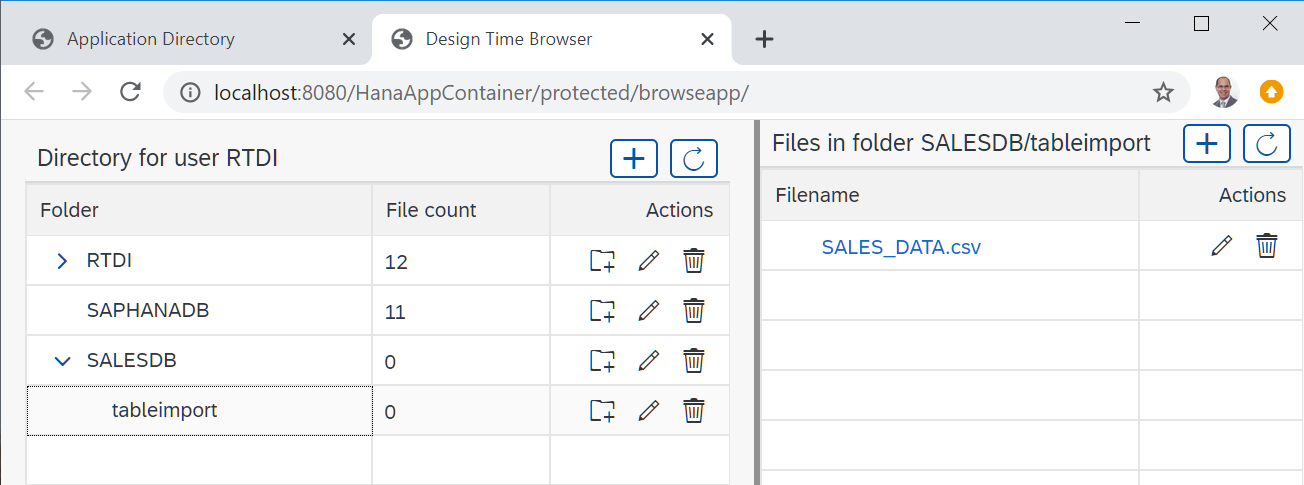 Application Directory
Design Time Browser
localhost:8080/HanaAppContainer/protected/browseapp/
Directory for user RTDI
Folder File count Actions
RTDI 12
SAPHANADB 11
SALESDB 0
tableimport 0
Files in folder SALESDB/tableimport
Filename Actions
SALES_DATA.csv